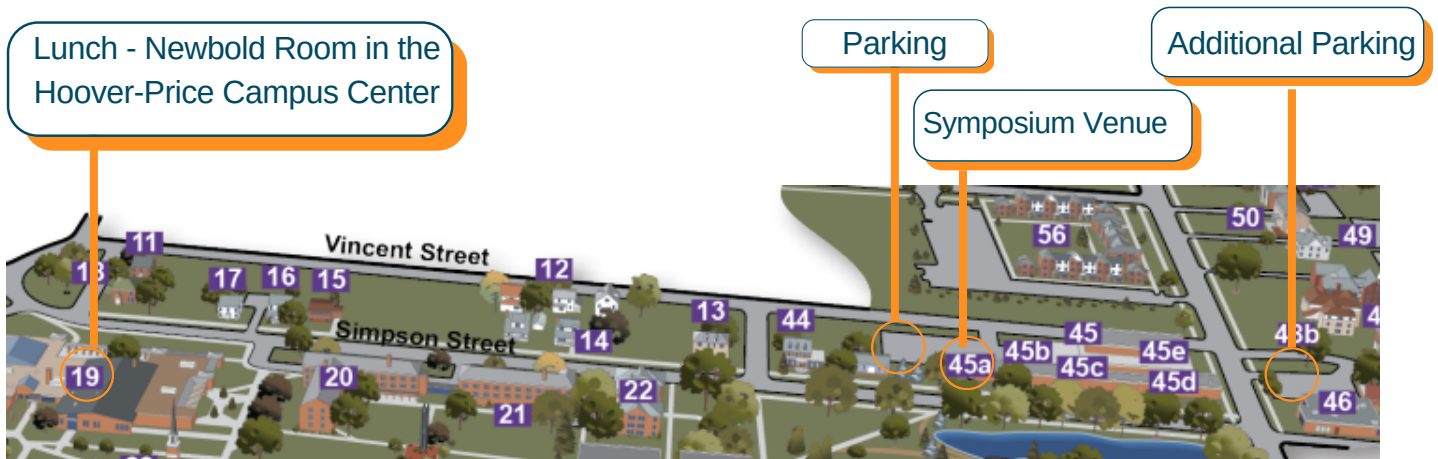 Lunch - Newbold Room in the
Hoover-Price Campus Center
Parking
Additional Parking
Symposium Venue
Vincent Street
Simpson Street
11
18
17
16
15
12
14
13
44
19
20
21
22
45a
45b
45
45c
45e
45d
56
50
49
48b
46